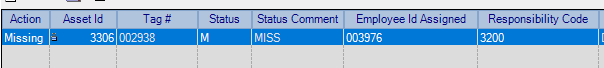 Action Asset Id Tag # Status Status Comment Employee Id Assigned Responsibility Code
Missing 3306 002938 M MISS 003976 3200